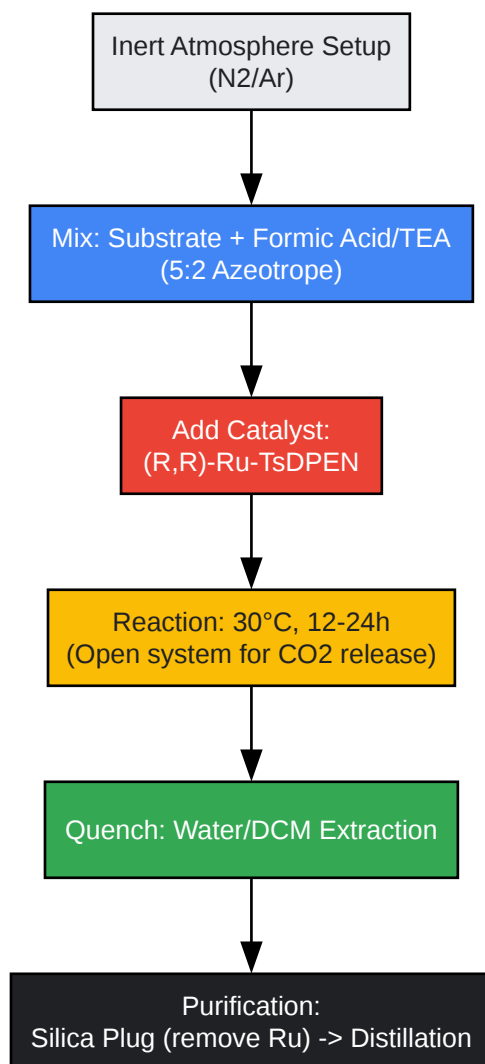 Inert Atmosphere Setup
(N2/Ar)
Mix: Substrate + Formic Acid/TEA
(5:2 Azeotrope)
Add Catalyst:
(R,R)-Ru-TsDPEN
Reaction: 30°C, 12-24h
(Open system for CO2 release)
Quench: Water/DCM Extraction
Purification:
Silica Plug (remove Ru) -> Distillation